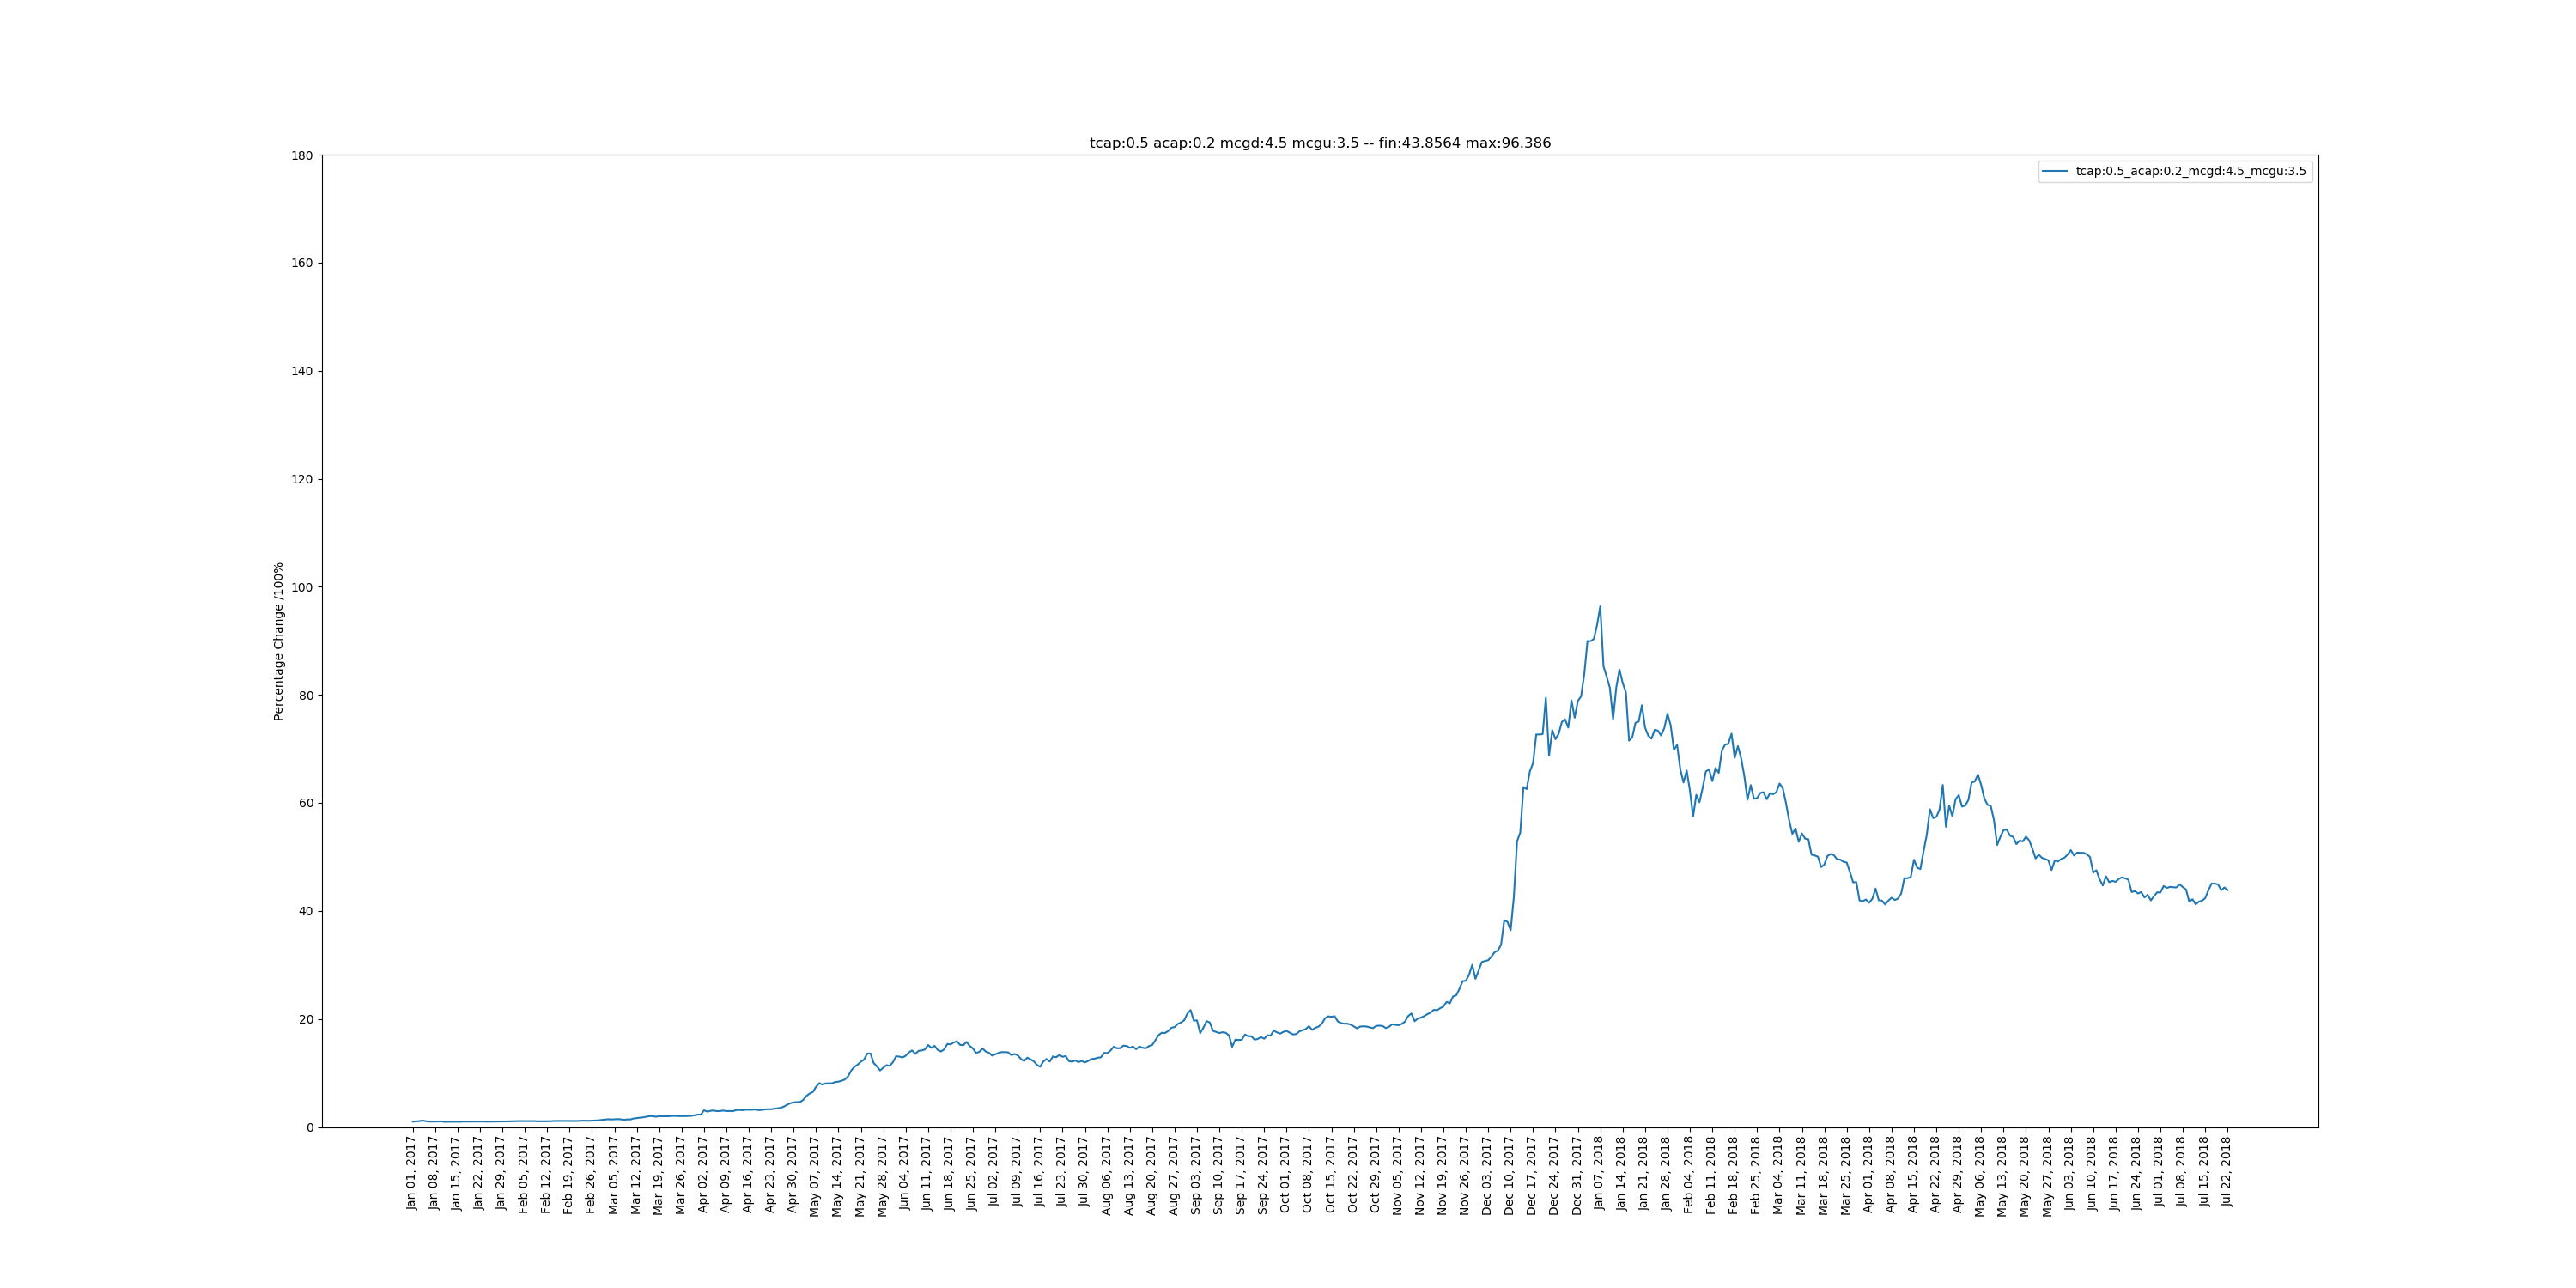 tcap:0.5 acap:0.2 mcgd:4.5 mcgu:3.5 -- fin:43.8564 max:96.386
tcap:0.5_acap:0.2_mcgd:4.5_mcgu:3.5
Percentage Change /100%
180
160
140
120
100
80
60
40
20
0
Jan 01, 2017
Jan 08, 2017
Jan 15, 2017
Jan 22, 2017
Jan 29, 2017
Feb 05, 2017
Feb 12, 2017
Feb 19, 2017
Feb 26, 2017
Mar 05, 2017
Mar 12, 2017
Mar 19, 2017
Mar 26, 2017
Apr 02, 2017
Apr 09, 2017
Apr 16, 2017
Apr 23, 2017
Apr 30, 2017
May 07, 2017
May 14, 2017
May 21, 2017
May 28, 2017
Jun 04, 2017
Jun 11, 2017
Jun 18, 2017
Jun 25, 2017
Jul 02, 2017
Jul 09, 2017
Jul 16, 2017
Jul 23, 2017
Jul 30, 2017
Aug 06, 2017
Aug 13, 2017
Aug 20, 2017
Aug 27, 2017
Sep 03, 2017
Sep 10, 2017
Sep 17, 2017
Sep 24, 2017
Oct 01, 2017
Oct 08, 2017
Oct 15, 2017
Oct 22, 2017
Oct 29, 2017
Nov 05, 2017
Nov 12, 2017
Nov 19, 2017
Nov 26, 2017
Dec 03, 2017
Dec 10, 2017
Dec 17, 2017
Dec 24, 2017
Dec 31, 2017
Jan 07, 2018
Jan 14, 2018
Jan 21, 2018
Jan 28, 2018
Feb 04, 2018
Feb 11, 2018
Feb 18, 2018
Feb 25, 2018
Mar 04, 2018
Mar 11, 2018
Mar 18, 2018
Mar 25, 2018
Apr 01, 2018
Apr 08, 2018
Apr 15, 2018
Apr 22, 2018
Apr 29, 2018
May 06, 2018
May 13, 2018
May 20, 2018
May 27, 2018
Jun 03, 2018
Jun 10, 2018
Jun 17, 2018
Jun 24, 2018
Jul 01, 2018
Jul 08, 2018
Jul 15, 2018
Jul 22, 2018